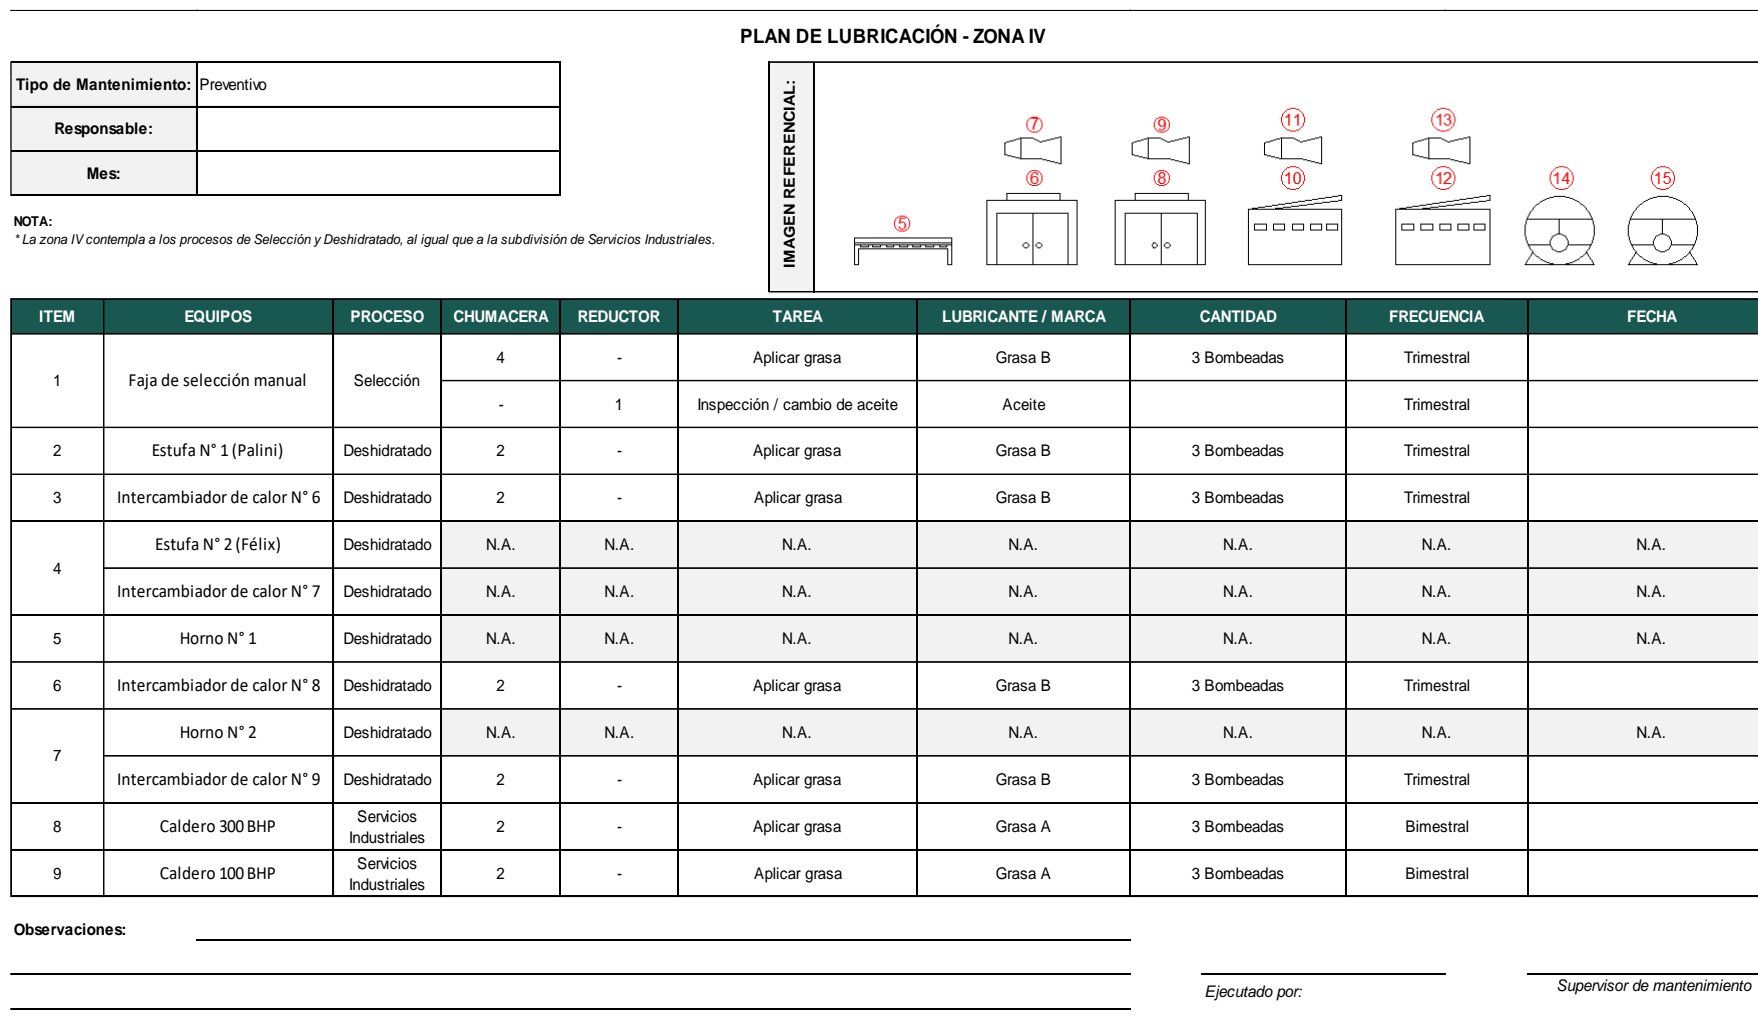 PLAN DE LUBRICACIÓN - ZONA IV
Tipo de Mantenimiento: Preventivo
Responsable:
Mes:
NOTA:
* La zona IV contempla a los procesos de Selección y Deshidratado, al igual que a la subdivisión de Servicios Industriales.
IMAGEN REFERENCIAL:
7 9 11 13
6 8 10 12 14 15
5
ITEM EQUIPOS PROCESO CHUMACERA REDUCTOR TAREA LUBRICANTE / MARCA CANTIDAD FRECUENCIA FECHA
1 Faja de selección manual Selección 4 - Aplicar grasa Grasa B 3 Bombeadas Trimestral
- 1 Inspección / cambio de aceite Aceite Trimestral
2 Estufa N° 1 (Palini) Deshidratado 2 - Aplicar grasa Grasa B 3 Bombeadas Trimestral
3 Intercambiador de calor N° 6 Deshidratado 2 - Aplicar grasa Grasa B 3 Bombeadas Trimestral
4 Estufa N° 2 (Félix) Deshidratado N.A. N.A. N.A. N.A. N.A. N.A. N.A.
Intercambiador de calor N° 7 Deshidratado N.A. N.A. N.A. N.A. N.A. N.A. N.A.
5 Horno N° 1 Deshidratado N.A. N.A. N.A. N.A. N.A. N.A. N.A.
6 Intercambiador de calor N° 8 Deshidratado 2 - Aplicar grasa Grasa B 3 Bombeadas Trimestral
7 Horno N° 2 Deshidratado N.A. N.A. N.A. N.A. N.A. N.A. N.A.
Intercambiador de calor N° 9 Deshidratado 2 - Aplicar grasa Grasa B 3 Bombeadas Trimestral
8 Caldero 300 BHP Servicios Industriales 2 - Aplicar grasa Grasa A 3 Bombeadas Bimestral
9 Caldero 100 BHP Servicios Industriales 2 - Aplicar grasa Grasa A 3 Bombeadas Bimestral
Observaciones:
Ejecutado por:
Supervisor de mantenimiento